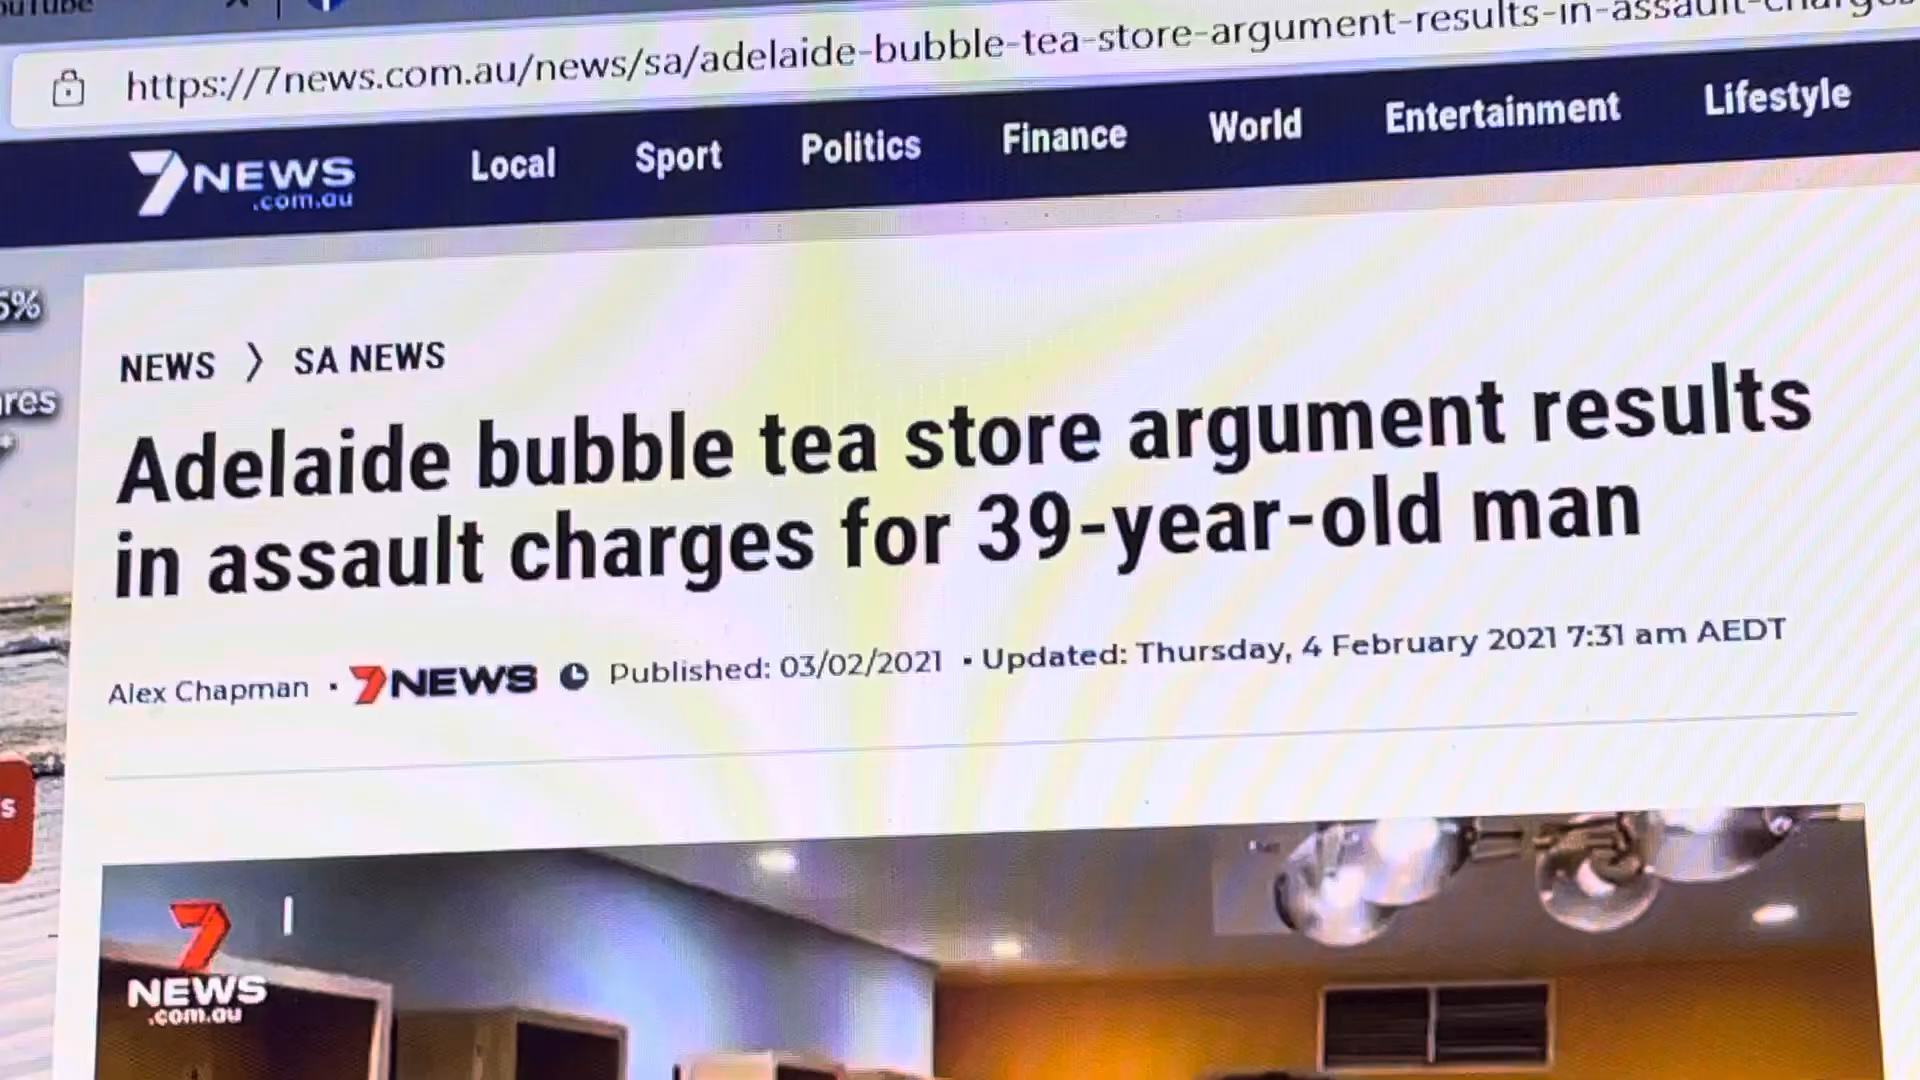 https://7news.com.au/news/sa/adelaide-bubble-tea-store-argument-results-in-assault-charges
7NEWS
.com.au
Local Sport Politics Finance World Entertainment Lifestyle
NEWS > SA NEWS
Adelaide bubble tea store argument results
in assault charges for 39-year-old man
Alex Chapman · 7NEWS Published: 03/02/2021 · Updated: Thursday, 4 February 2021 7:31 am AEDT
7
NEWS
.com.au